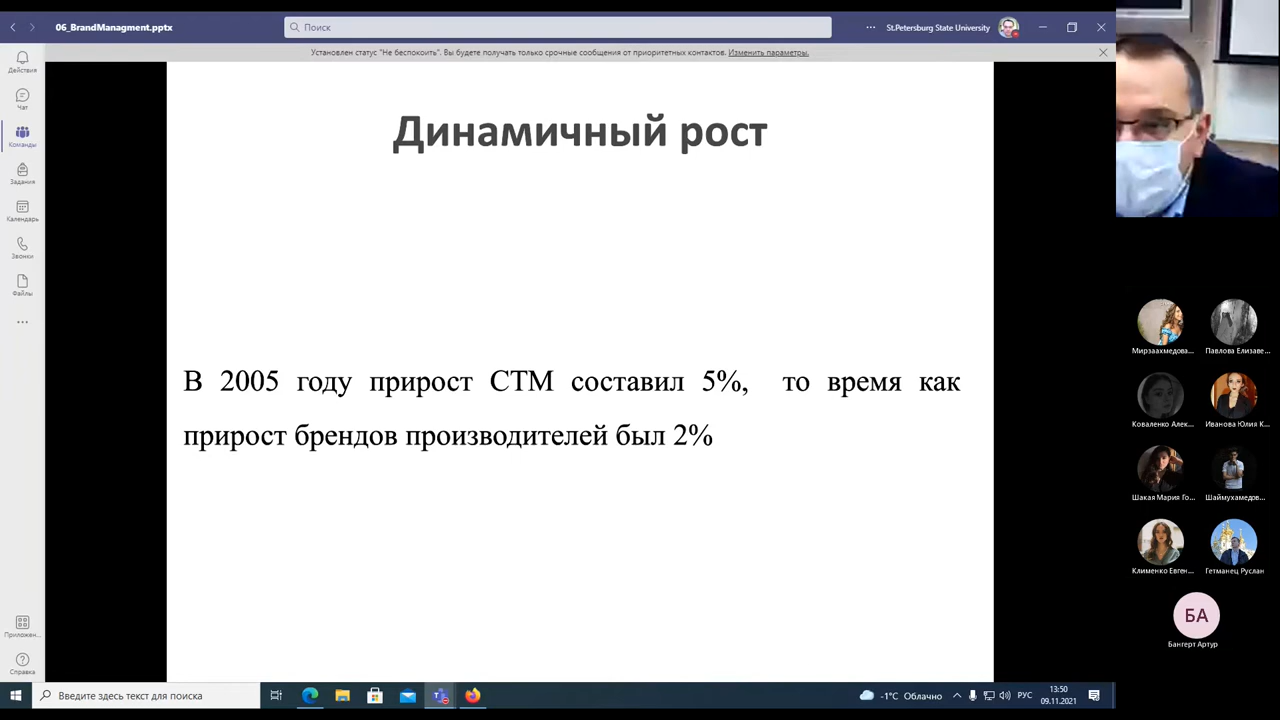 06_BrandManagment.pptx
Поиск
St.Petersburg State University
Установлен статус "Не беспокоить". Вы будете получать только срочные сообщения от приоритетных контактов. Изменить параметры.
Действия
Чат
Команды
Задания
Календарь
Звонки
Файлы
Приложен...
Справка
Динамичный рост
В 2005 году прирост СТМ составил 5%, то время как
прирост брендов производителей был 2%
Мирзаахмедова...
Павлова Елизаве...
Коваленко Алек...
Иванова Юлия К...
Шакая Мария Го...
Шаймухамедов...
Клименко Евген...
Гетманец Руслан
БА
Бангерт Артур
Введите здесь текст для поиска
-1°C Облачно
РУС
13:50
09.11.2021